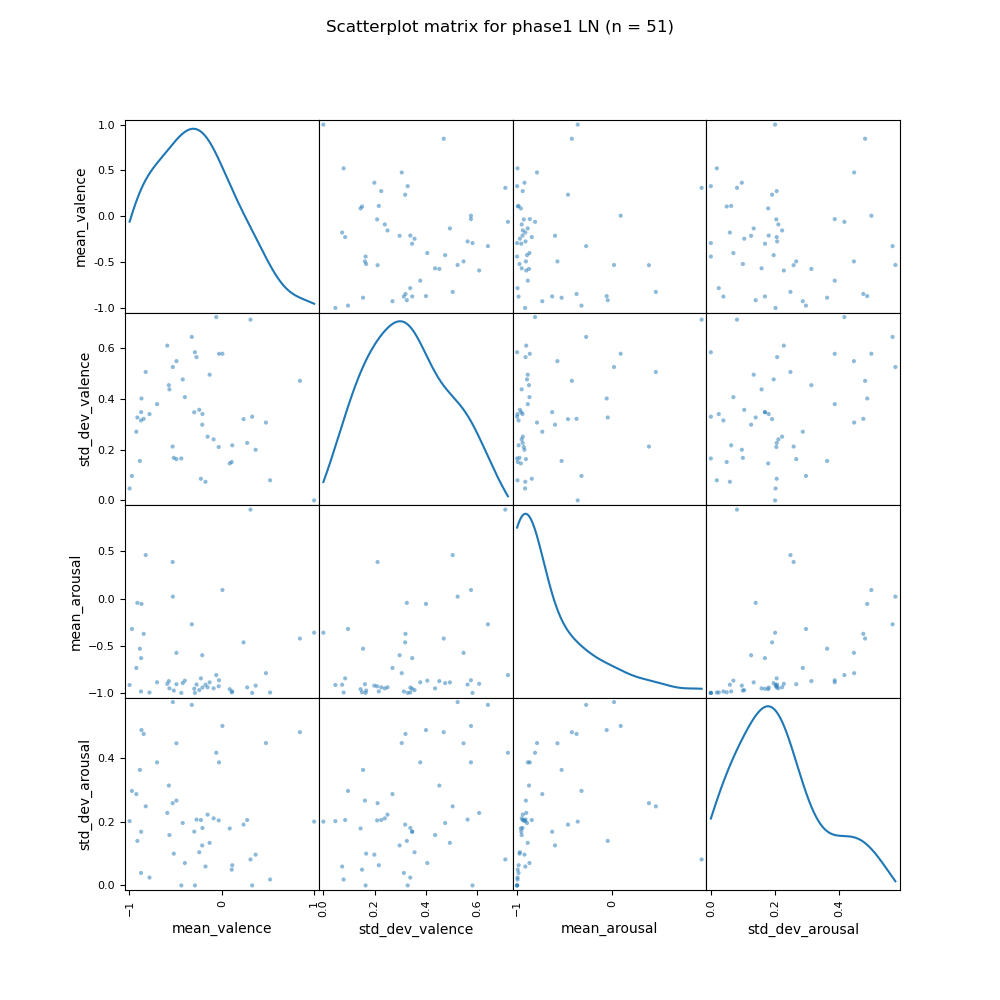 Scatterplot matrix for phase1 LN (n = 51)
1.0
0.5
0.0
−0.5
−1.0
mean_valence
0.6
0.4
0.2
0.0
std_dev_valence
0.5
0.0
−0.5
−1.0
mean_arousal
0.4
0.2
0.0
std_dev_arousal
−1 0 1 0.0 0.2 0.4 0.6 −1 0 0.0 0.2 0.4
mean_valence std_dev_valence mean_arousal std_dev_arousal